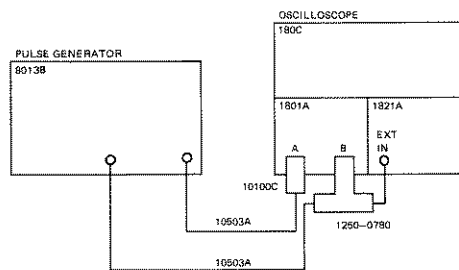 OSCILLOSCOPE
180C
PULSE GENERATOR
8013B
1801A
1821A
EXT
IN
A
B
10100C
10503A
1250-0780
10503A